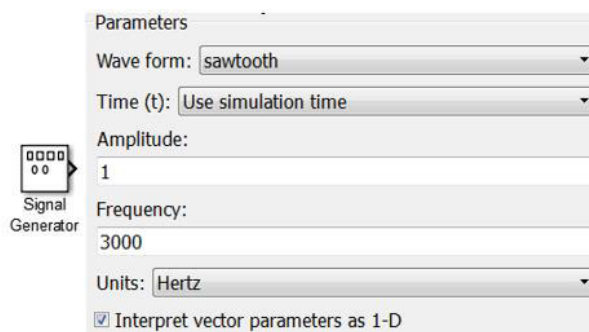 Parameters
Wave form: sawtooth
Time (t): Use simulation time
Amplitude:
1
Signal
Generator
Frequency:
3000
Units: Hertz
Interpret vector parameters as 1-D